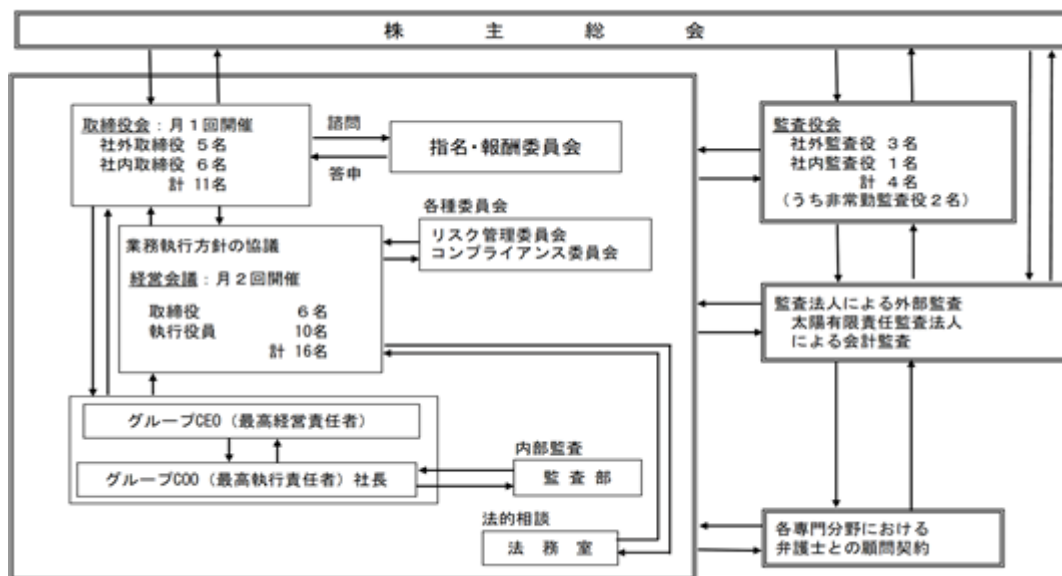 株主総会
取締役会：月１回開催
社外取締役 ５名
社内取締役 ６名
計 11名
諮問
答申
指名・報酬委員会
監査役会
社外監査役 ３名
社内監査役 １名
計 ４名
（うち非常勤監査役２名）
各種委員会
リスク管理委員会
コンプライアンス委員会
業務執行方針の協議
経営会議：月２回開催
取締役 ６名
執行役員 10名
計 16名
監査法人による外部監査
太陽有限責任監査法人
による会計監査
グループCEO（最高経営責任者）
グループCOO（最高執行責任者）社長
内部監査
監査部
法的相談
法務室
各専門分野における
弁護士との顧問契約